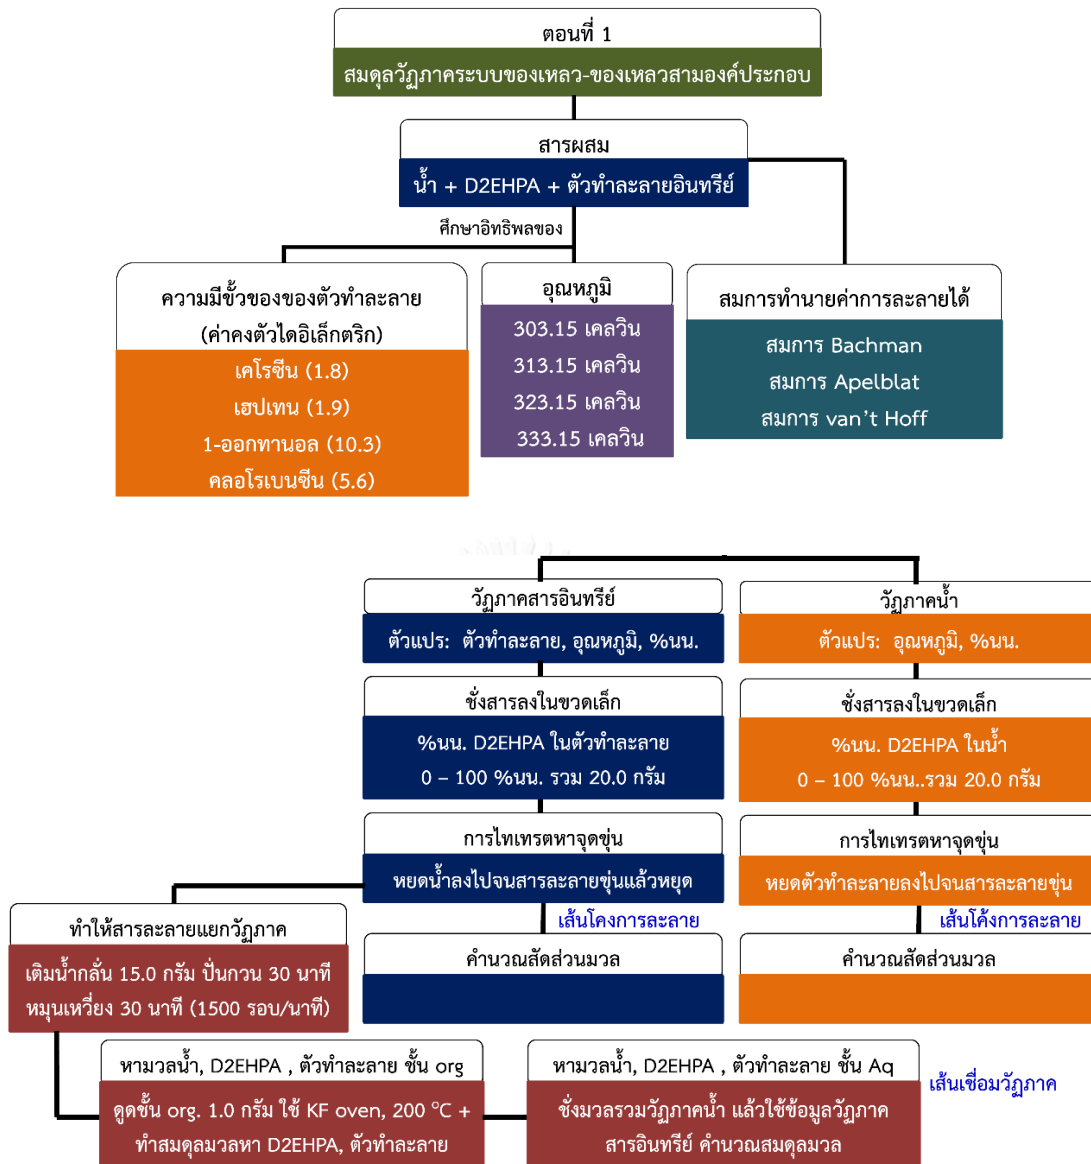 ตอนที่ 1
สมดุลวัฏภาคระบบของเหลว-ของเหลวสามองค์ประกอบ
สารผสม
น้ำ + D2EHPA + ตัวทำละลายอินทรีย์
ศึกษาอิทธิพลของ
ความมีขั้วของของตัวทำละลาย
(ค่าคงตัวไดอิเล็กตริก)
เคโรซีน (1.8)
เฮปเทน (1.9)
1-ออกทานอล (10.3)
คลอโรเบนซีน (5.6)
อุณหภูมิ
303.15 เคลวิน
313.15 เคลวิน
323.15 เคลวิน
333.15 เคลวิน
สมการทำนายค่าการละลายได้
สมการ Bachman
สมการ Apelblat
สมการ van't Hoff
วัฏภาคสารอินทรีย์
ตัวแปร: ตัวทำละลาย, อุณหภูมิ, %นน.
ชั่งสารลงในขวดเล็ก
%นน. D2EHPA ในตัวทำละลาย
0 – 100 %นน. รวม 20.0 กรัม
การไทเทรตหาจุดขุ่น
หยดน้ำลงไปจนสารละลายขุ่นแล้วหยุด
เส้นโคงการละลาย
คำนวณสัดส่วนมวล
วัฏภาคน้ำ
ตัวแปร: อุณหภูมิ, %นน.
ชั่งสารลงในขวดเล็ก
%นน. D2EHPA ในน้ำ
0 – 100 %นน..รวม 20.0 กรัม
การไทเทรตหาจุดขุ่น
หยดตัวทำละลายลงไปจนสารละลายขุ่น
เส้นโค้งการละลาย
คำนวณสัดส่วนมวล
ทำให้สารละลายแยกวัฏภาค
เติมน้ำกลั่น 15.0 กรัม ปั่นกวน 30 นาที
หมุนเหวี่ยง 30 นาที (1500 รอบ/นาที)
หามวลน้ำ, D2EHPA , ตัวทำละลาย ชั้น org
ดูดชั้น org. 1.0 กรัม ใช้ KF oven, 200 °C +
ทำสมดุลมวลหา D2EHPA, ตัวทำละลาย
หามวลน้ำ, D2EHPA , ตัวทำละลาย ชั้น Aq
ชั่งมวลรวมวัฏภาคน้ำ แล้วใช้ข้อมูลวัฏภาค
สารอินทรีย์ คำนวณสมดุลมวล
เส้นเชื่อมวัฏภาค